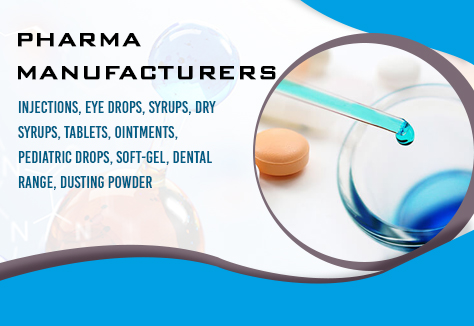 PHARMA
MANUFACTURERS
INJECTIONS, EYE DROPS, SYRUPS, DRY
SYRUPS, TABLETS, OINTMENTS,
PEDIATRIC DROPS, SOFT-GEL, DENTAL
RANGE, DUSTING POWDER